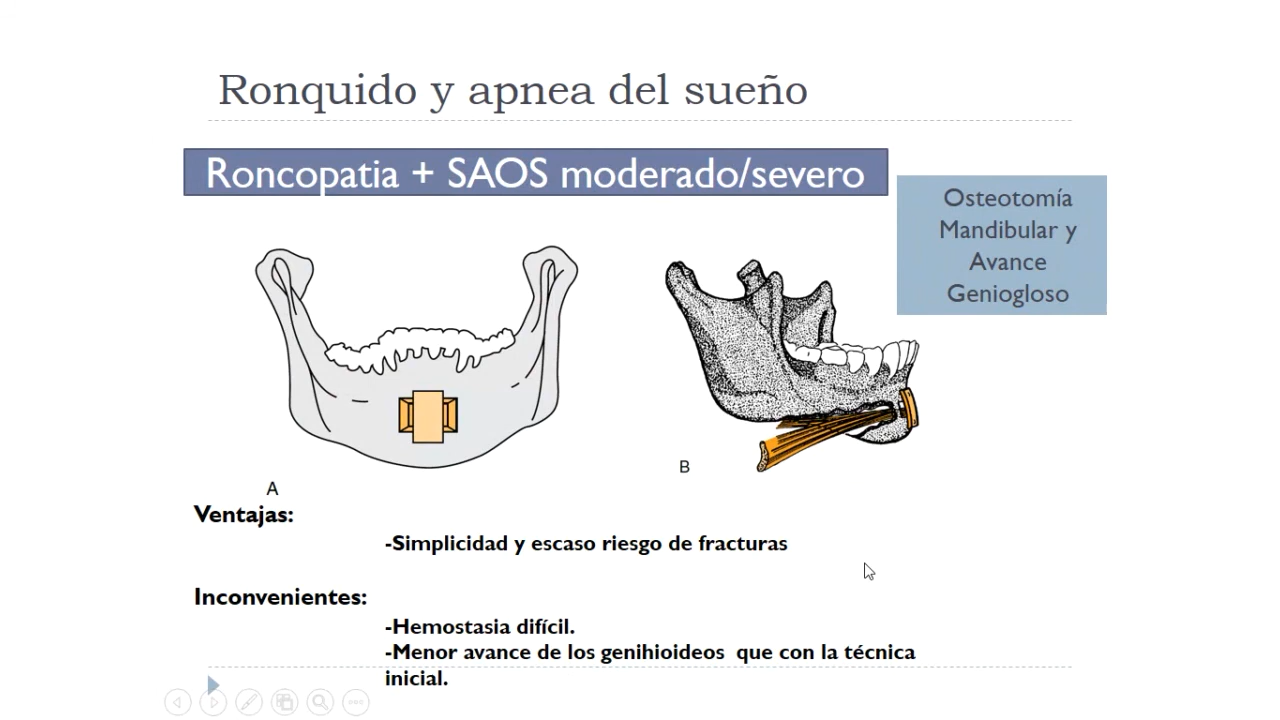 Ronquido y apnea del sueño
Roncopatia + SAOS moderado/severo
Osteotomía
Mandibular y
Avance
Geniogloso
A
B
Ventajas:
-Simplicidad y escaso riesgo de fracturas
Inconvenientes:
-Hemostasia difícil.
-Menor avance de los genihioideos que con la técnica
inicial.